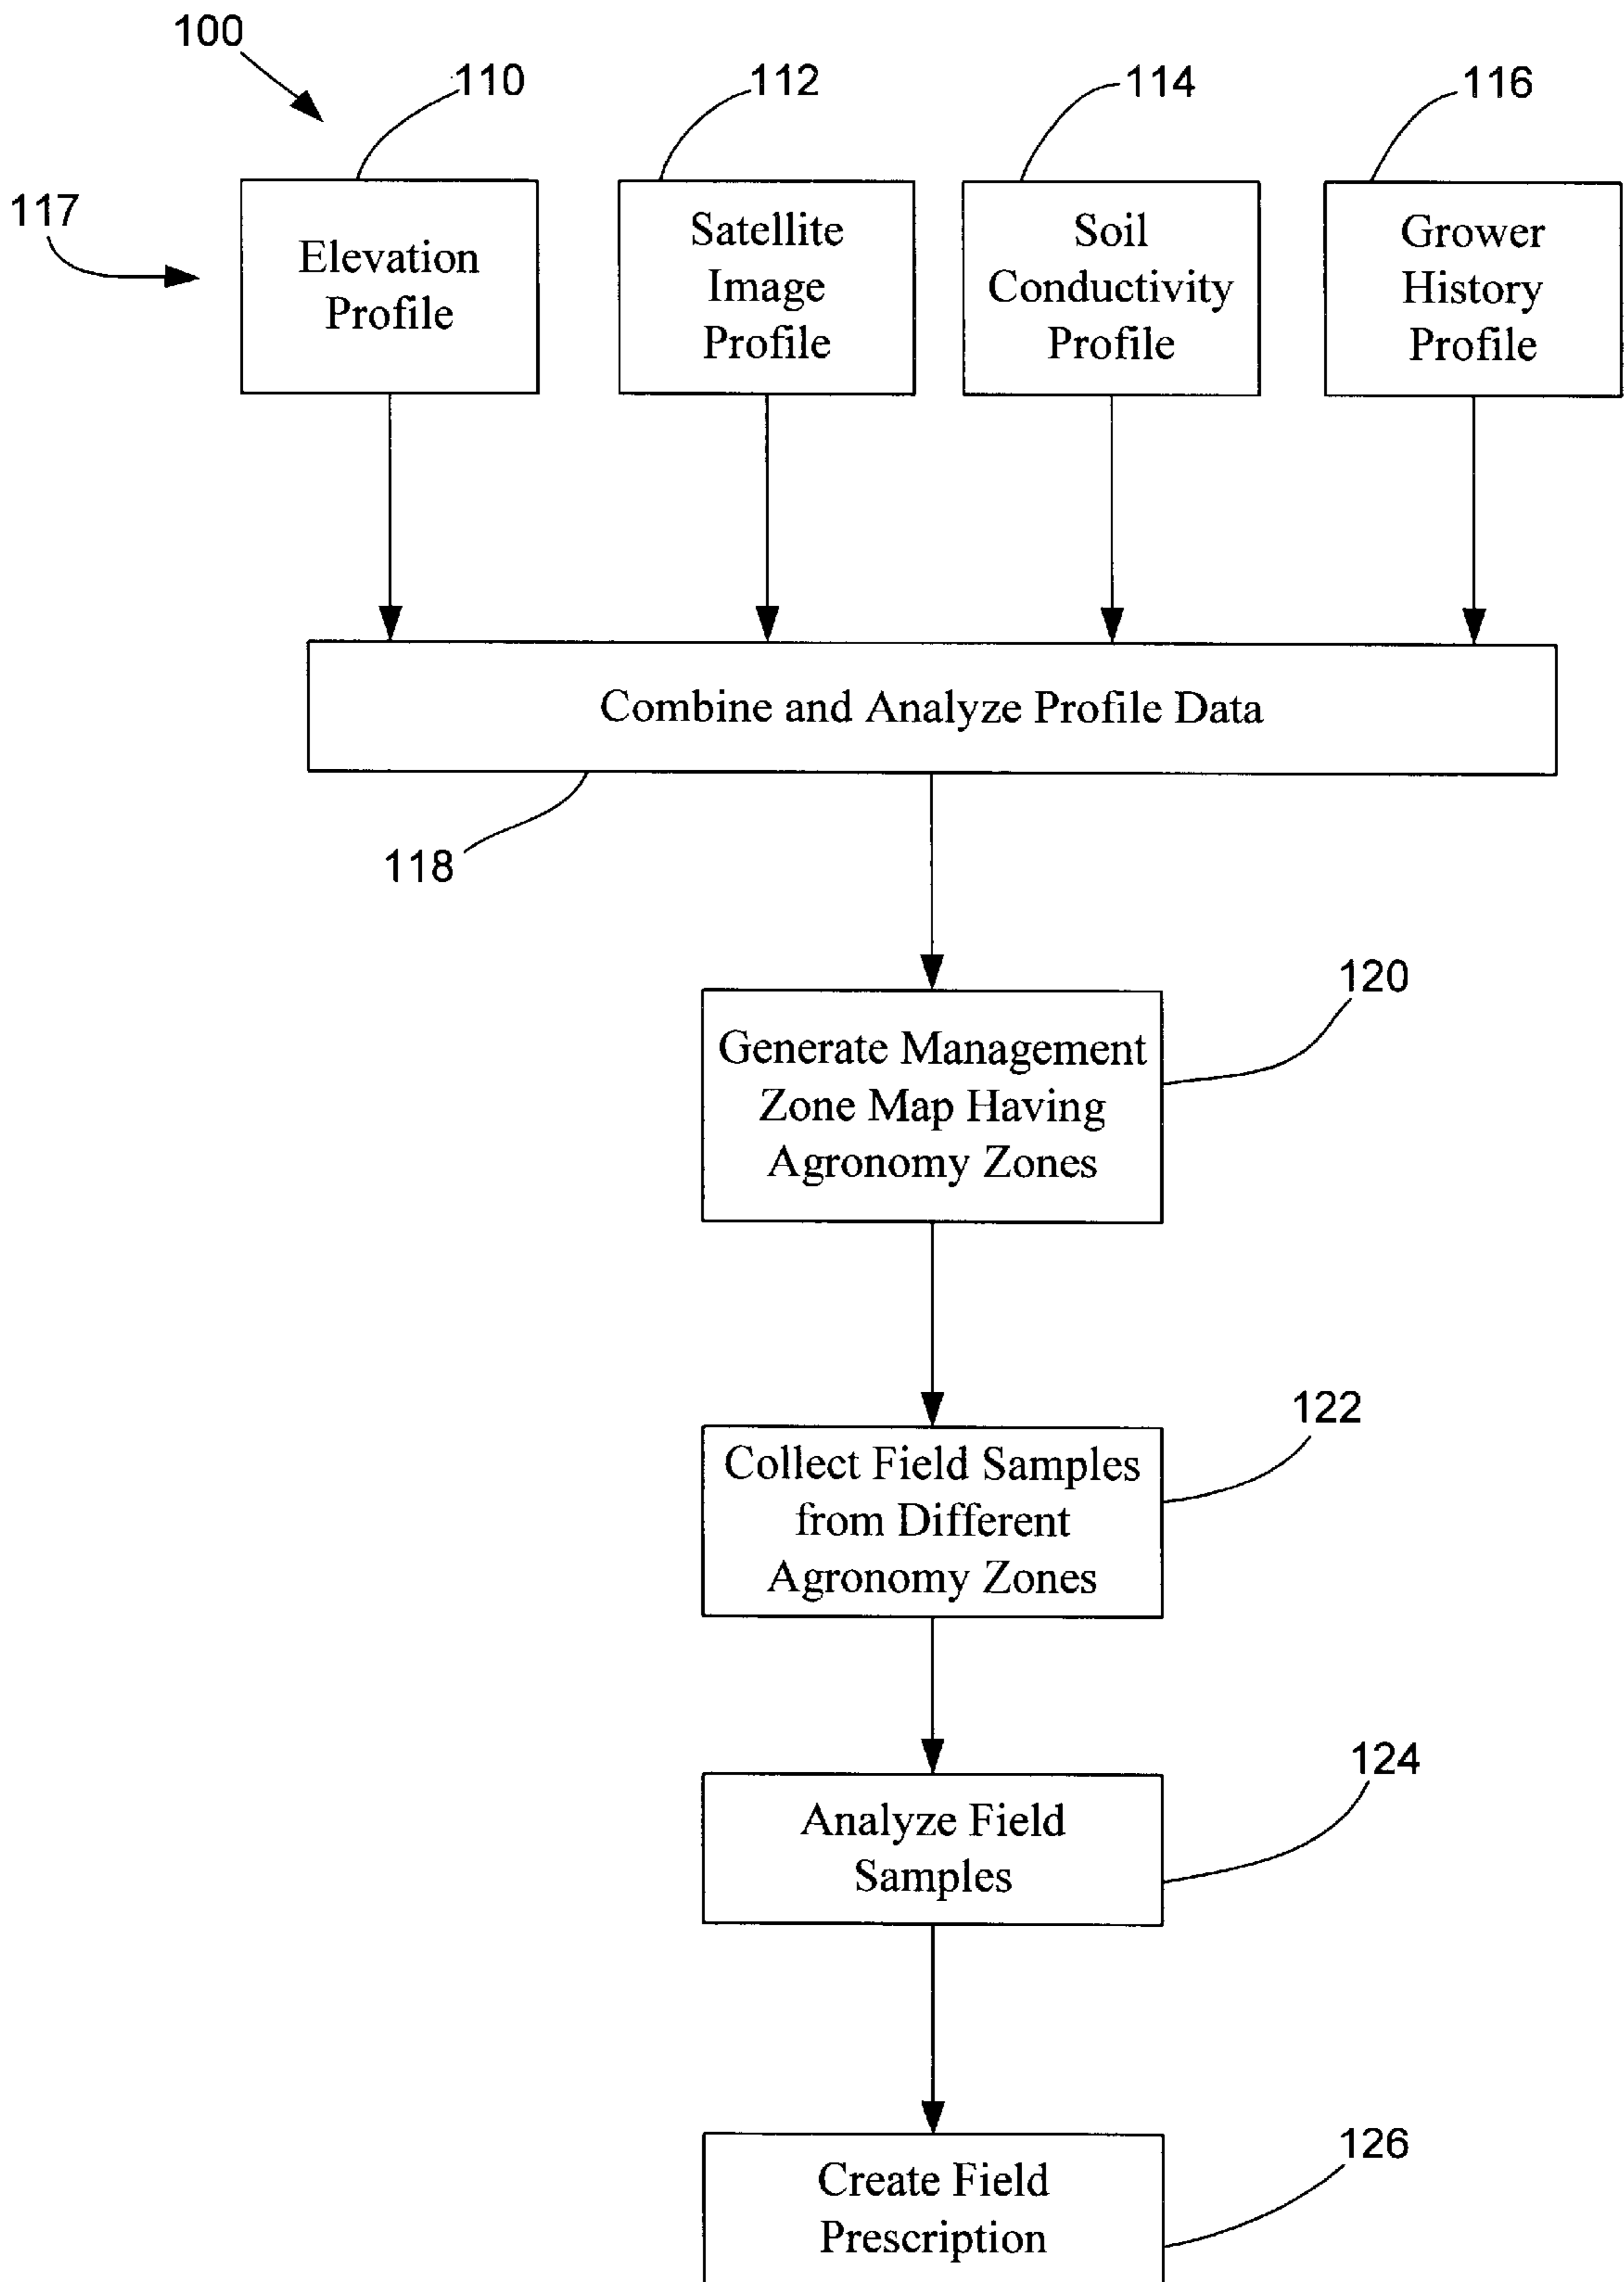 100
110
112
114
116
117
Elevation
Profile
Satellite
Image
Profile
Soil
Conductivity
Profile
Grower
History
Profile
Combine and Analyze Profile Data
118
120
Generate Management
Zone Map Having
Agronomy Zones
122
Collect Field Samples
from Different
Agronomy Zones
124
Analyze Field
Samples
126
Create Field
Prescription